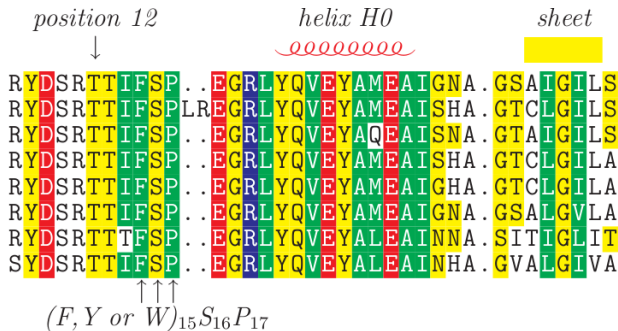 position 12 helix H0 sheet
↓
RYDSRTTIFSP..EGRLYQVEYAMEAIGNA.GSAIGILS
RYDSRTTIFSPLREGRLYQVEYAMEAISHA.GTCLGILS
RYDSRTTIFSP..EGRLYQVEYAQEAISNA.GTAIGILS
RYDSRTTIFSP..EGRLYQVEYAMEAISHA.GTCLGILA
RYDSRTTIFSP..EGRLYQVEYAMEAIGHA.GTCLGILA
RYDSRTTIFSP..EGRLYQVEYAMEAIGNA.GSALGVLA
RYDSRTTTFSP..EGRLYQVEYALEAINNA.SITIGLIT
SYDSRTTIFSP..EGRLYQVEYALEAINHA.GVALGIVA
↑↑↑
(F, Y or W)₁₅S₁₆P₁₇